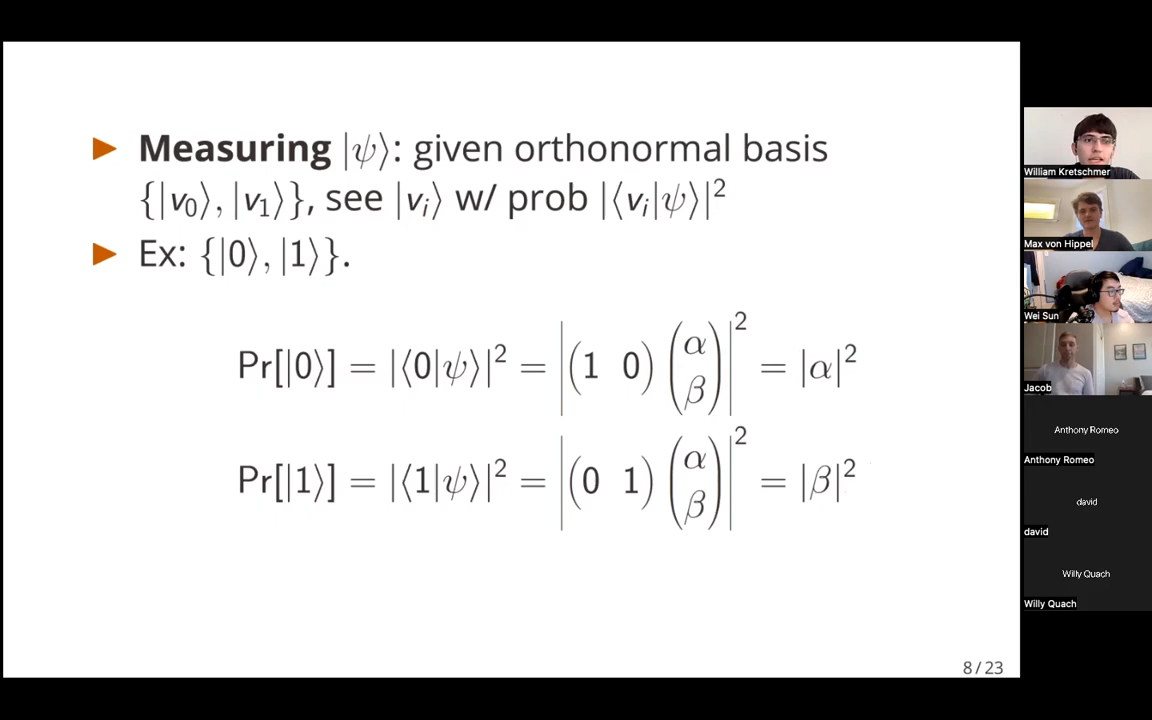 ► Measuring |ψ⟩: given orthonormal basis
{|v₀⟩, |v₁⟩}, see |vᵢ⟩ w/ prob |⟨vᵢ|ψ⟩|²
► Ex: {|0⟩, |1⟩}.
Pr[|0⟩] = |⟨0|ψ⟩|² = |(1 0)(α β)|² = |α|²
Pr[|1⟩] = |⟨1|ψ⟩|² = |(0 1)(α β)|² = |β|²
8 / 23
William Kretschmer
Max von Hippel
Wei Sun
Jacob
Anthony Romeo
Anthony Romeo
david
david
Willy Quach
Willy Quach